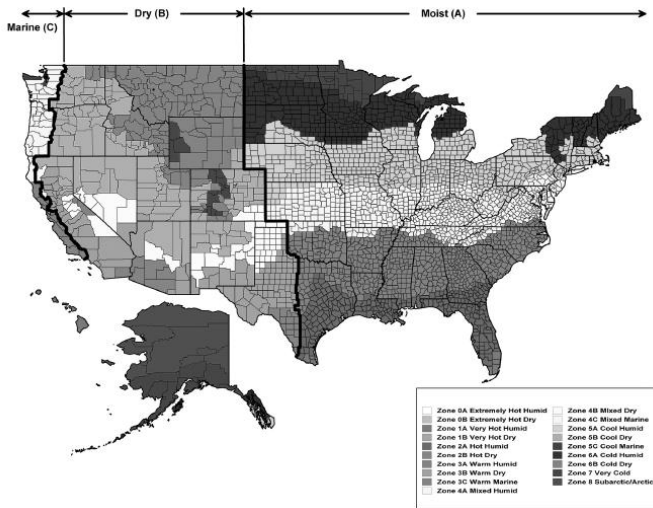 Marine (C) Dry (B) Moist (A)
Zone 0A Extremely Hot Humid
Zone 0B Extremely Hot Dry
Zone 1A Very Hot Humid
Zone 1B Very Hot Dry
Zone 2A Hot Humid
Zone 2B Hot Dry
Zone 3A Warm Humid
Zone 3B Warm Dry
Zone 3C Warm Marine
Zone 4A Mixed Humid
Zone 4B Mixed Dry
Zone 4C Mixed Marine
Zone 5A Cool Humid
Zone 5B Cool Dry
Zone 5C Cool Marine
Zone 6A Cold Humid
Zone 6B Cold Dry
Zone 7 Very Cold
Zone 8 Subarctic/Arctic